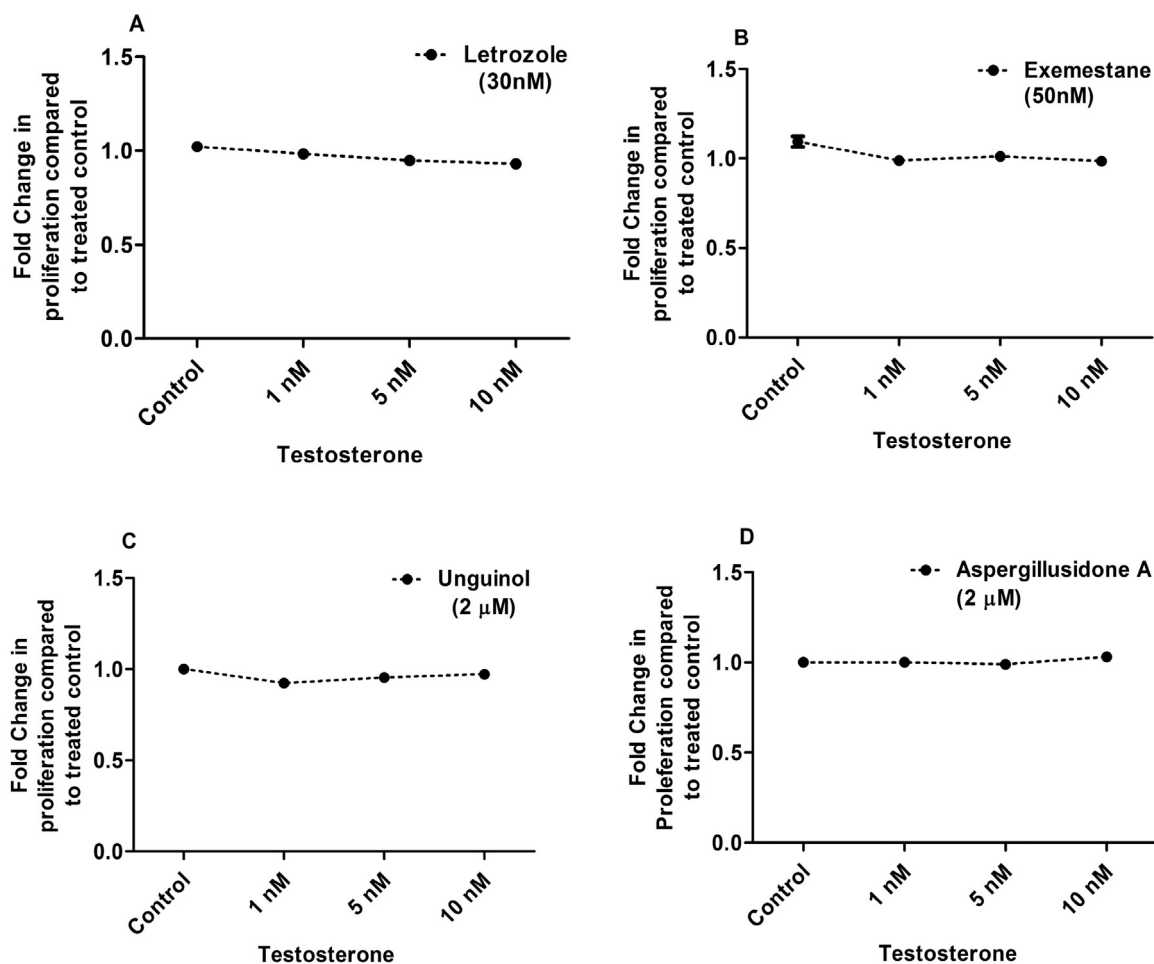 A
Letrozole
(30nM)
Fold Change in
proliferation compared
to treated control
1.5
1.0
0.5
0.0
Control
1 nM
5 nM
10 nM
Testosterone
B
Exemestane
(50nM)
Fold Change in
proliferation compared
to treated control
1.5
1.0
0.5
0.0
Control
1 nM
5 nM
10 nM
Testosterone
C
Unguinol
(2 μM)
Fold Change in
proliferation compared
to treated control
1.5
1.0
0.5
0.0
Control
1 nM
5 nM
10 nM
Testosterone
D
Aspergillusidone A
(2 μM)
Fold Change in
Proleferation compared
to treated control
1.5
1.0
0.5
0.0
Control
1 nM
5 nM
10 nM
Testosterone